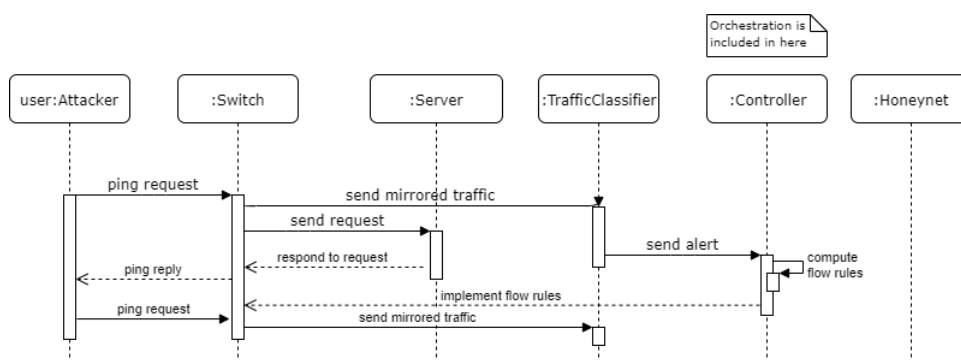 Orchestration is
included in here
user:Attacker
:Switch
:Server
:TrafficClassifier
:Controller
:Honeynet
ping request
send mirrored traffic
send request
send alert
respond to request
compute
flow rules
ping reply
implement flow rules
ping request
send mirrored traffic